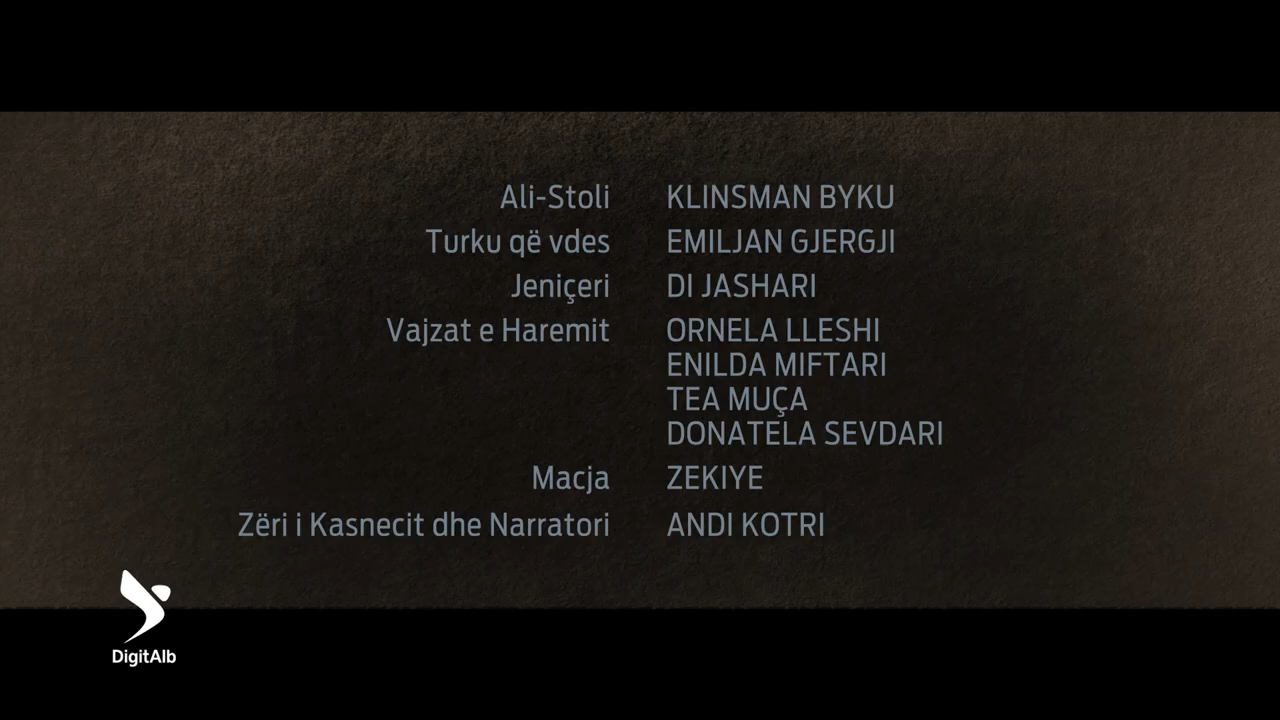 Ali-Stoli KLINSMAN BYKU
Turku që vdes EMILJAN GJERGJI
Jeniçeri DI JASHARI
Vajzat e Haremit ORNELA LLESHI
ENILDA MIFTARI
TEA MUÇA
DONATELA SEVDARI
Macja ZEKIYE
Zëri i Kasnecit dhe Narratori ANDI KOTRI
DigitAlb